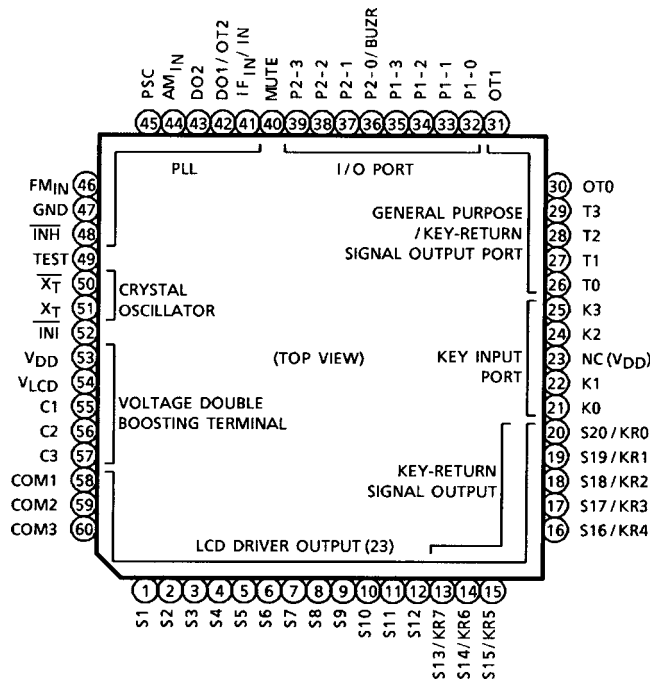 PSC
AMIN
DO2
DO1/OT2
IFIN/IN
MUTE
P2-3
P2-2
P2-1
P2-0/BUZR
P1-3
P1-2
P1-1
P1-0
OT1
45 44 43 42 41 40 39 38 37 36 35 34 33 32 31
PLL
I/O PORT
FMIN 46
GND 47
INH 48
TEST 49
XT 50
XT 51
INI 52
VDD 53
VLCD 54
C1 55
C2 56
C3 57
COM1 58
COM2 59
COM3 60
GENERAL PURPOSE
/KEY-RETURN
SIGNAL OUTPUT PORT
CRYSTAL
OSCILLATOR
(TOP VIEW)
KEY INPUT
PORT
VOLTAGE DOUBLE
BOOSTING TERMINAL
KEY-RETURN
SIGNAL OUTPUT
LCD DRIVER OUTPUT (23)
30 OT0
29 T3
28 T2
27 T1
26 T0
25 K3
24 K2
23 NC (VDD)
22 K1
21 K0
20 S20/KR0
19 S19/KR1
18 S18/KR2
17 S17/KR3
16 S16/KR4
1 2 3 4 5 6 7 8 9 10 11 12 13 14 15
S1
S2
S3
S4
S5
S6
S7
S8
S9
S10
S11
S12
S13/KR7
S14/KR6
S15/KR5